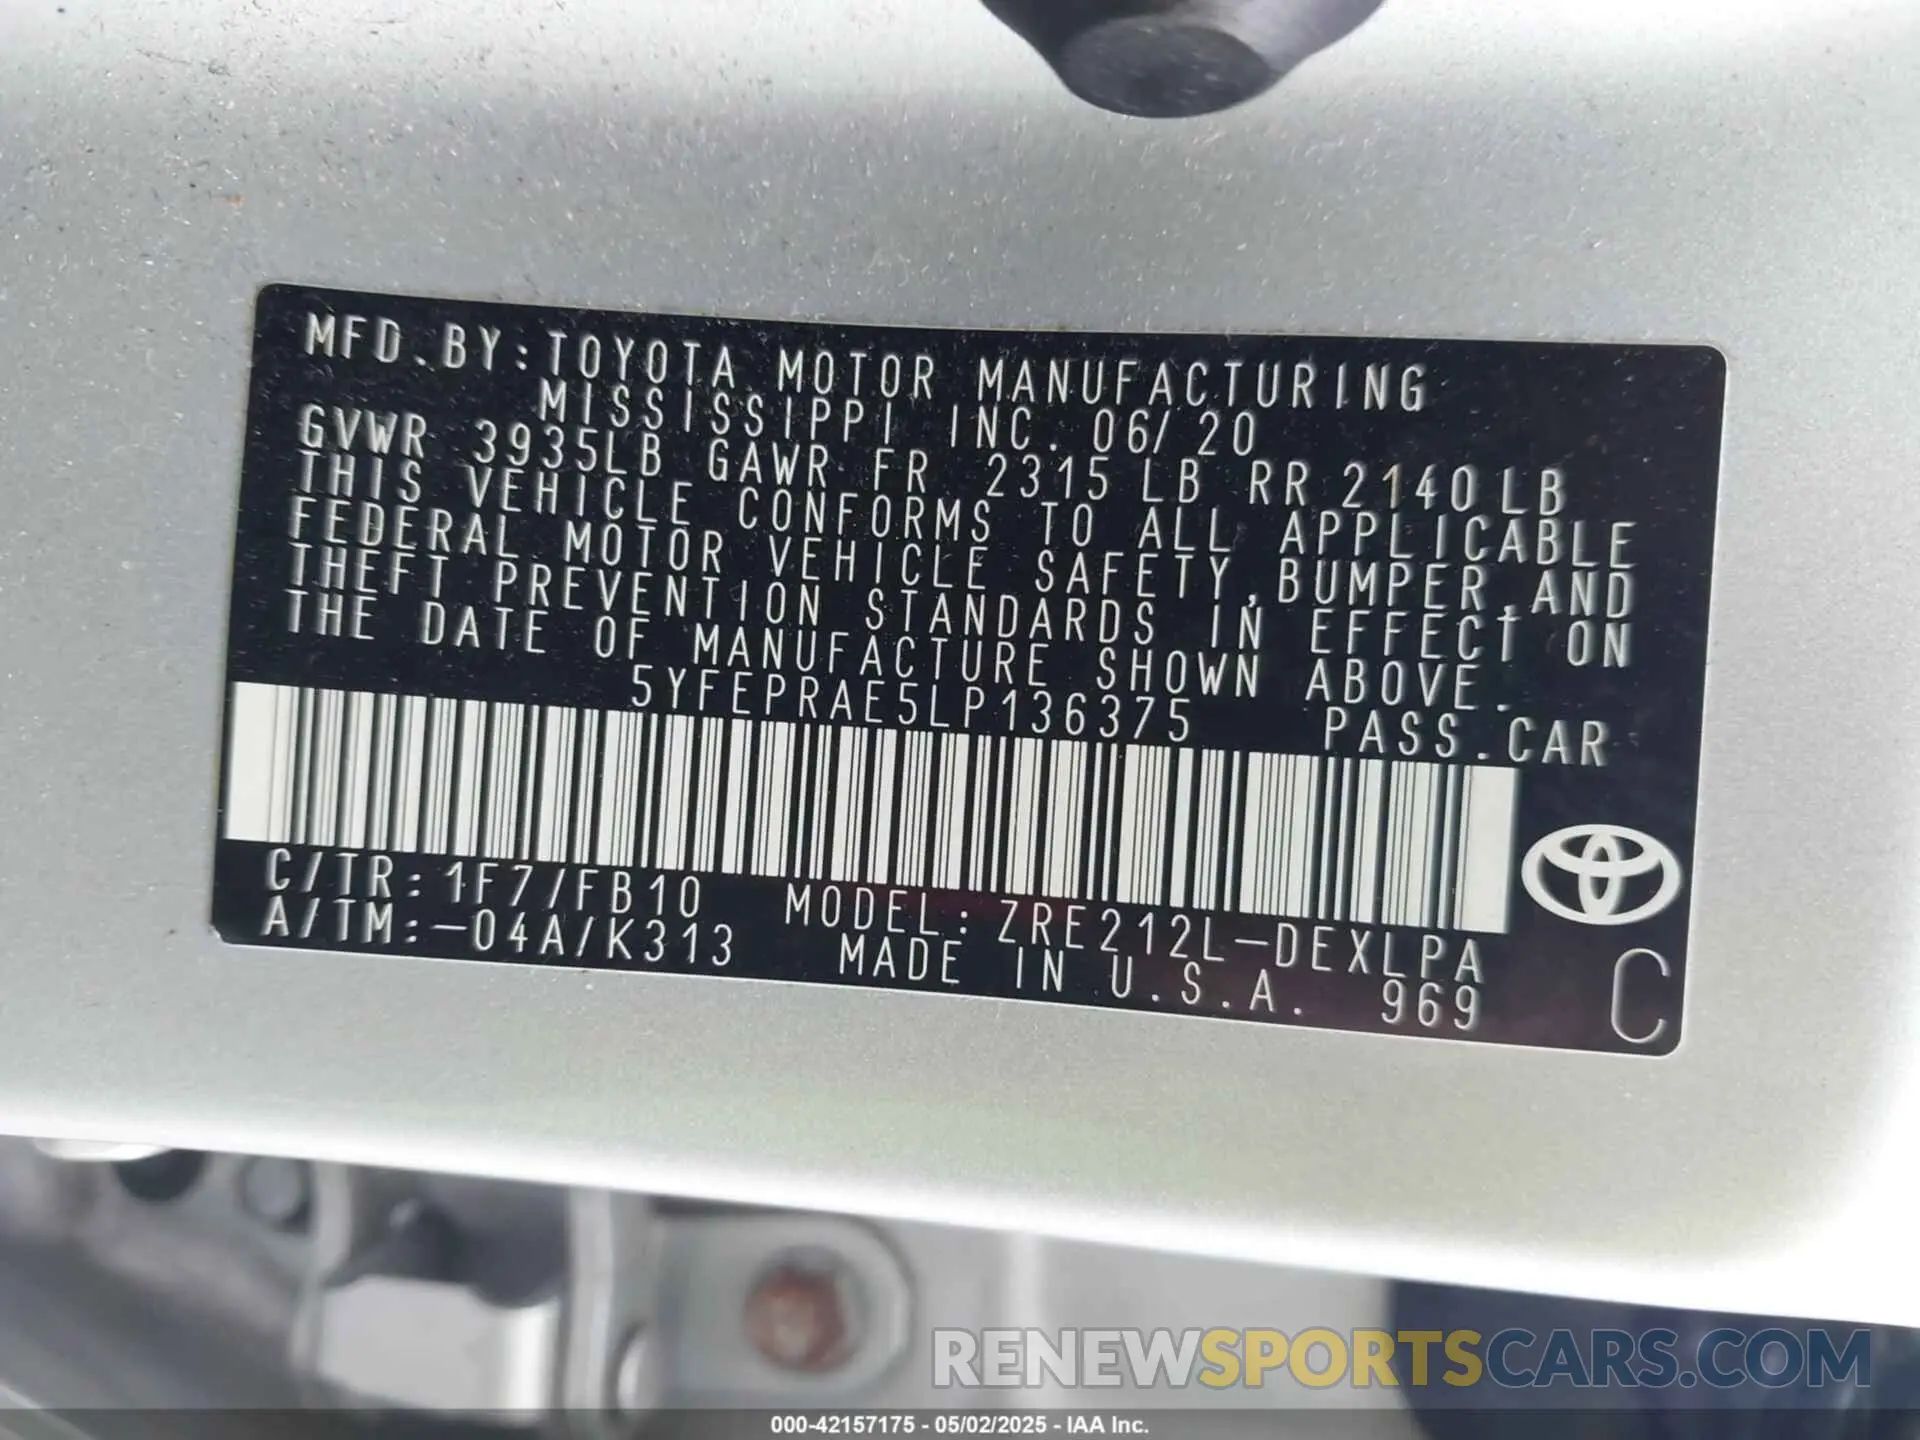 MFD.BY:TOYOTA MOTOR MANUFACTURING
MISSISSIPPI INC. 06/20
GVWR 3935LB GAWR FR 2315 LB RR 2140 LB
THIS VEHICLE CONFORMS TO ALL APPLICABLE
FEDERAL MOTOR VEHICLE SAFETY,BUMPER,AND
THEFT PREVENTION STANDARDS IN EFFECT ON
THE DATE OF MANUFACTURE SHOWN ABOVE.
5YFEPRAE5LP136375 PASS.CAR
C/TR:1F7/FB10 MODEL:ZRE212L-DEXLPA
A/TM:-04A/K313 MADE IN U.S.A. 969
C
RENEWSPORTSCARS.COM
000-42157175 - 05/02/2025 - IAA Inc.